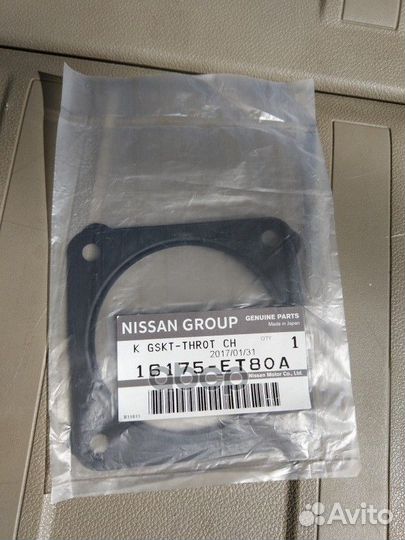 NISSAN GROUP
GENUINE PARTS
Made in Japan
K GSKT-THROT CH
QTY
1
2017/01/31
16175-ET80A
Nissan Motor Co., Ltd.
Avito